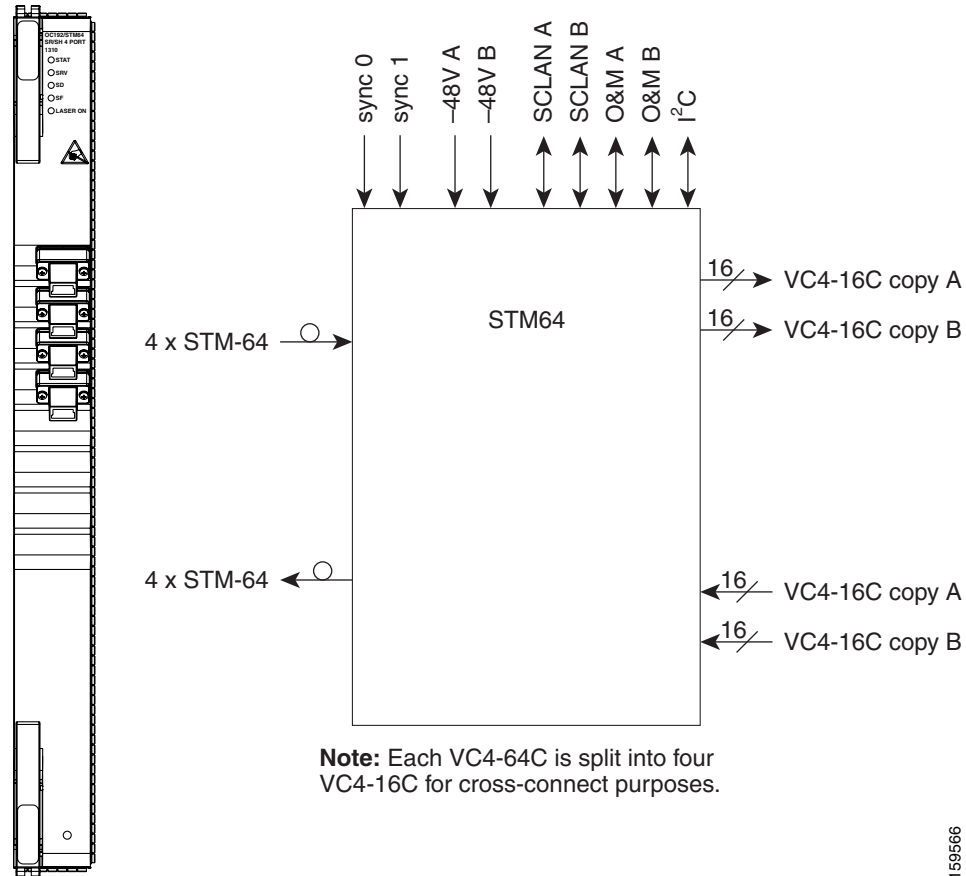 OC192/STM64
SR/SH 4 PORT
1310
STAT
SRV
SD
SF
LASER ON
sync 0
sync 1
–48V A
–48V B
SCLAN A
SCLAN B
O&M A
O&M B
I²C
STM64
4 x STM-64
4 x STM-64
16
VC4-16C copy A
16
VC4-16C copy B
16
VC4-16C copy A
16
VC4-16C copy B
Note: Each VC4-64C is split into four
VC4-16C for cross-connect purposes.
159566